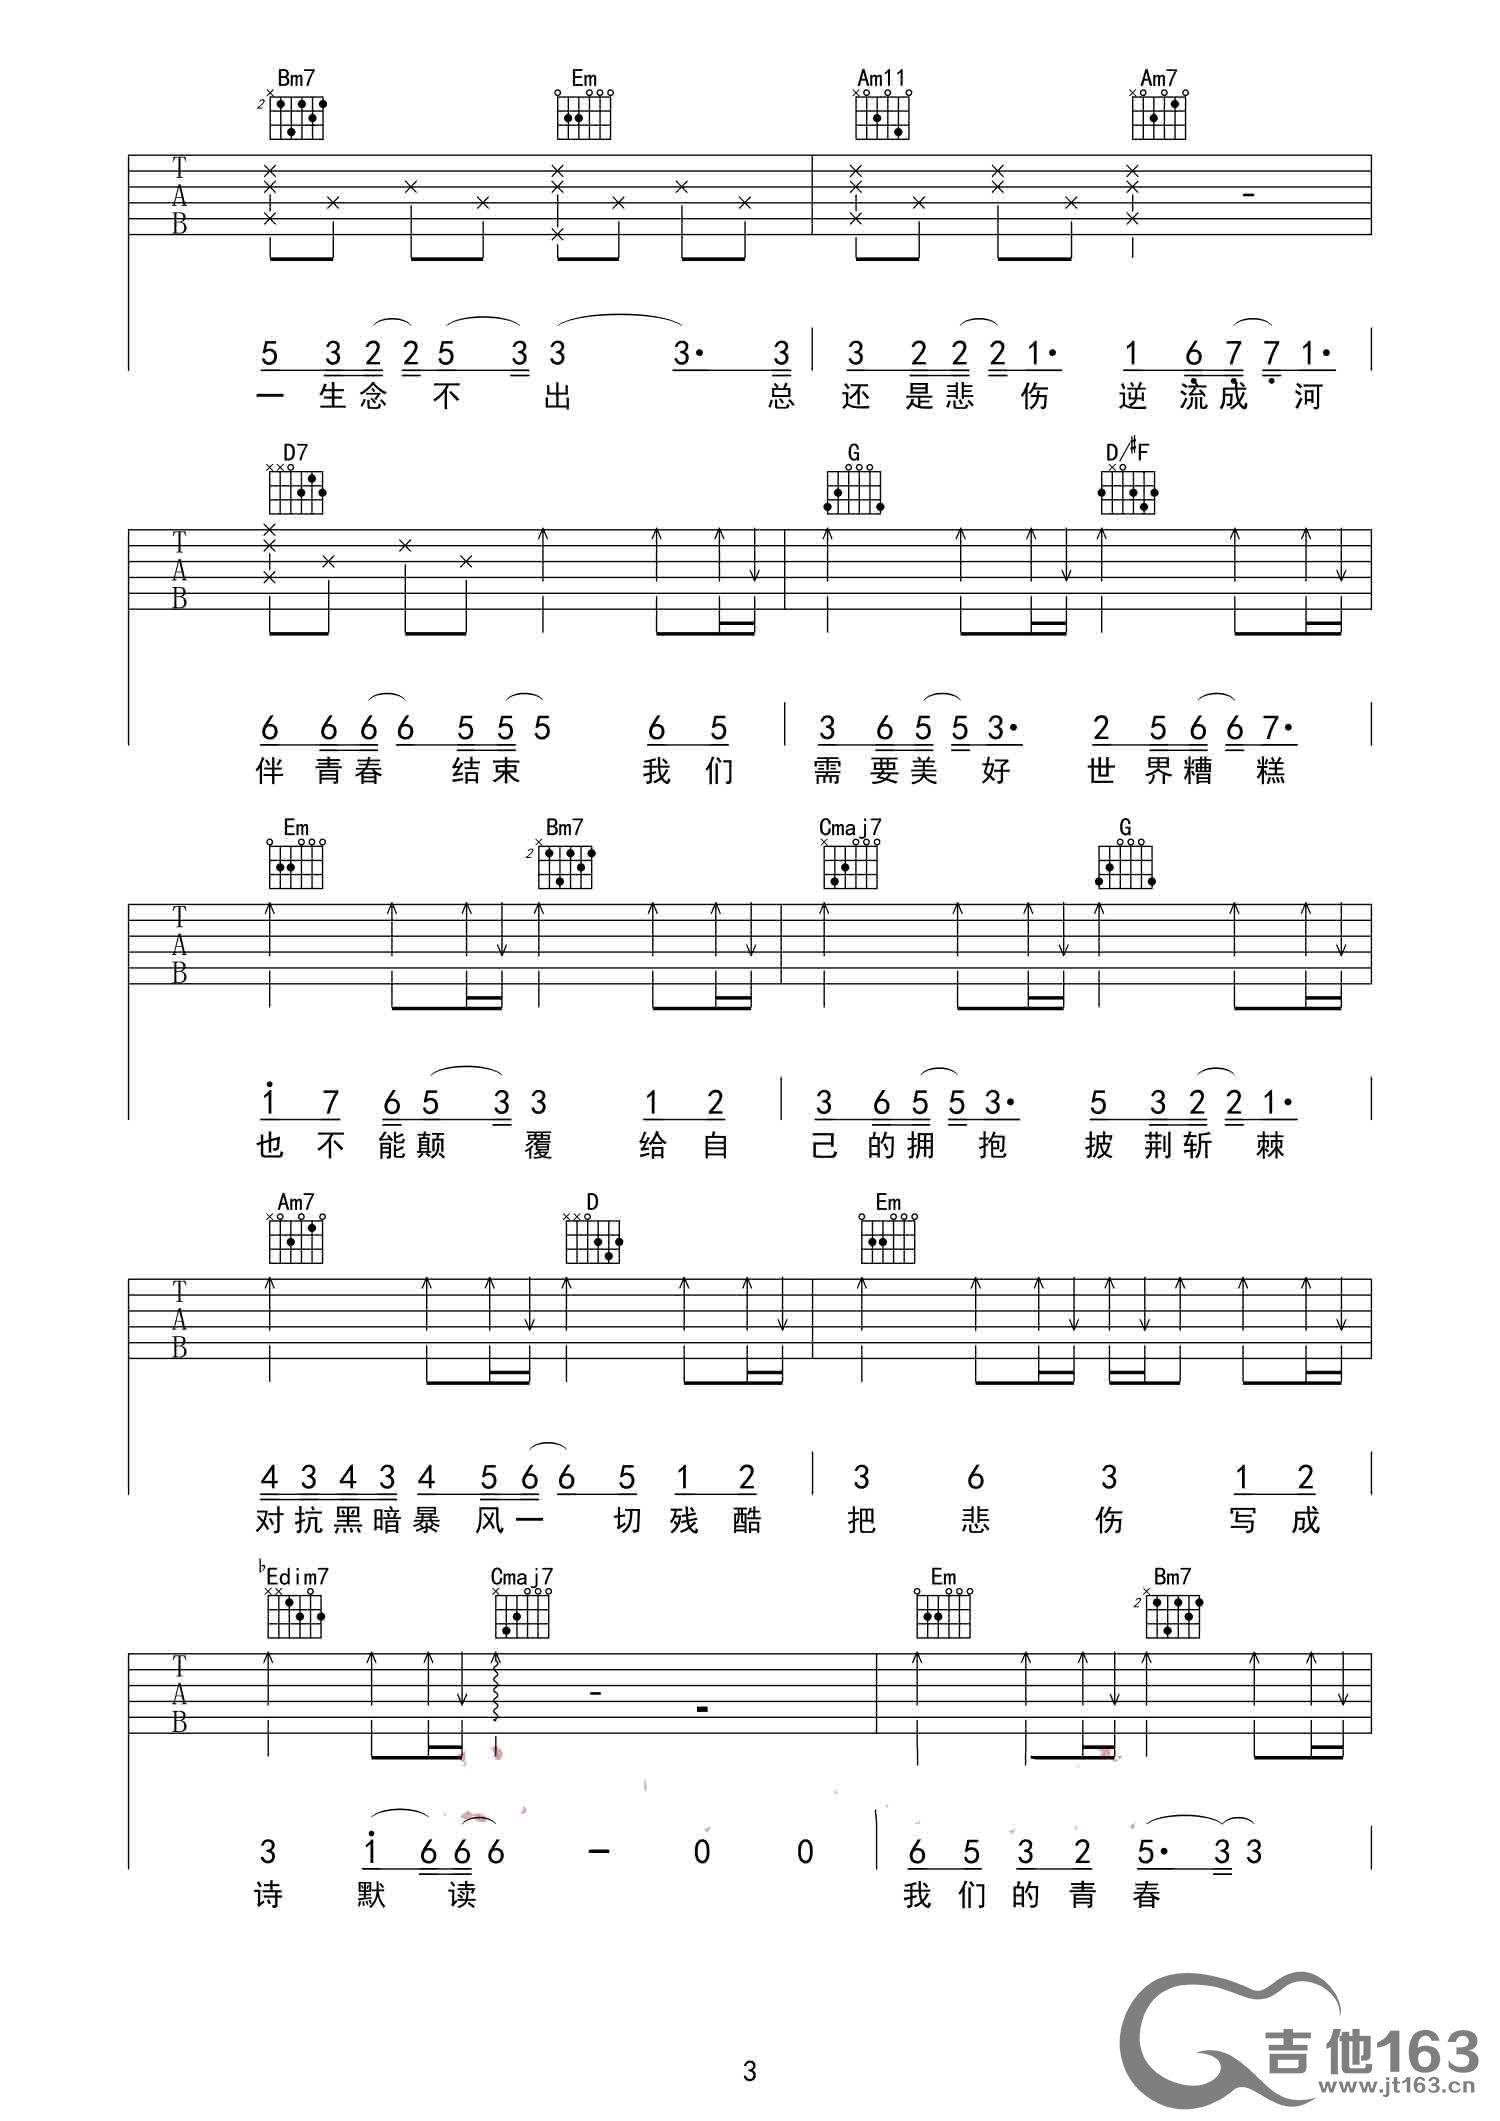 Bm7 Em Am11 Am7
2
T
A
B
5 3 2 2 5 3 3 3· 3 3 2 2 2 1· 1 6 7 7 1·
一 生 念 不 出 总 还 是 悲 伤 逆 流 成 河
D7 G D/#F
T
A
B
6 6 6 6 5 5 5 6 5 3 6 5 5 3· 2 5 6 6 7·
伴 青 春 结 束 我 们 需 要 美 好 世 界 糟 糕
Em Bm7 Cmaj7 G
2
T
A
B
1 7 6 5 3 3 1 2 3 6 5 5 3· 5 3 2 2 1·
也 不 能 颠 覆 给 自 己 的 拥 抱 披 荆 斩 棘
Am7 D Em
T
A
B
4 3 4 3 4 5 6 6 5 1 2 3 6 3 1 2
对 抗 黑 暗 暴 风 一 切 残 酷 把 悲 伤 写 成
♭Edim7 Cmaj7 Em Bm7
2
T
A
B
3 1 6 6 6 – 0 0 6 5 3 2 5· 3 3
诗 默 读 我 们 的 青 春
吉他163
www.jt163.cn
3